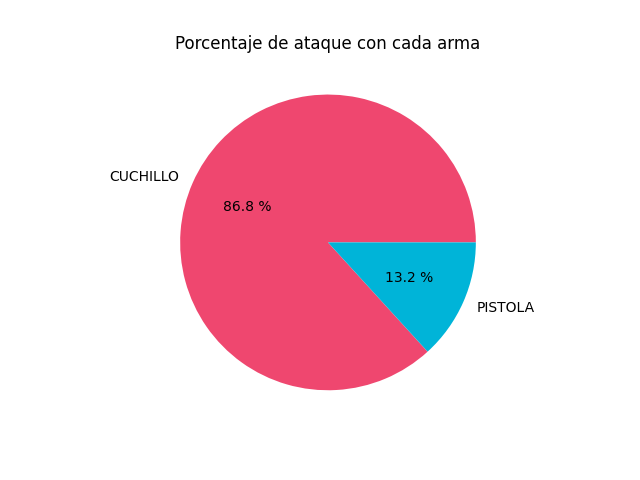 Porcentaje de ataque con cada arma
CUCHILLO
86.8 %
13.2 %
PISTOLA